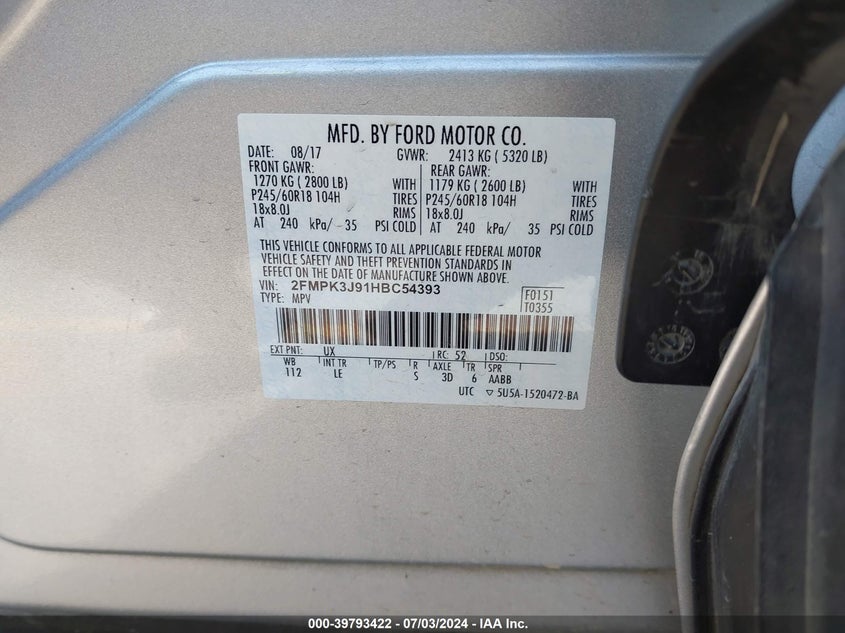 MFD. BY FORD MOTOR CO.
DATE: 08/17 GVWR: 2413 KG ( 5320 LB)
FRONT GAWR: REAR GAWR:
1270 KG ( 2800 LB) WITH 1179 KG ( 2600 LB) WITH
P245/60R18 104H TIRES P245/60R18 104H TIRES
18x8.0J RIMS 18x8.0J RIMS
AT 240 kPa/ 35 PSI COLD AT 240 kPa/ 35 PSI COLD
THIS VEHICLE CONFORMS TO ALL APPLICABLE FEDERAL MOTOR
VEHICLE SAFETY AND THEFT PREVENTION STANDARDS IN
EFFECT ON THE DATE OF MANUFACTURE SHOWN ABOVE.
VIN: 2FMPK3J91HBC54393 F0151
TYPE: MPV T0355
EXT PNT: UX RC: 52 DSO:
WB INT TR TP/PS R AXLE TR SPR
112 LE S 3D 6 AABB
UTC ▽ 5U5A-1520472-BA
000-39793422 - 07/03/2024 - IAA Inc.